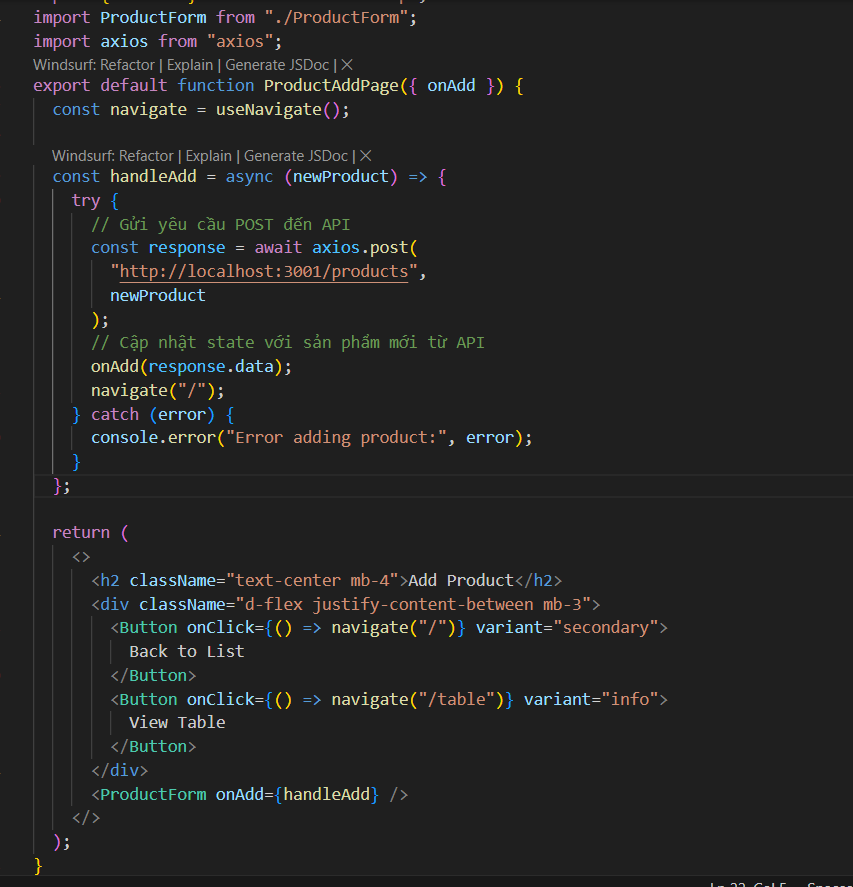 import ProductForm from "./ProductForm";
import axios from "axios";
Windsurf: Refactor | Explain | Generate JSDoc | ✕
export default function ProductAddPage({ onAdd }) {
  const navigate = useNavigate();
  Windsurf: Refactor | Explain | Generate JSDoc | ✕
  const handleAdd = async (newProduct) => {
    try {
      // Gửi yêu cầu POST đến API
      const response = await axios.post(
        "http://localhost:3001/products",
        newProduct
      );
      // Cập nhật state với sản phẩm mới từ API
      onAdd(response.data);
      navigate("/");
    } catch (error) {
      console.error("Error adding product:", error);
    }
  };
  return (
    <>
      <h2 className="text-center mb-4">Add Product</h2>
      <div className="d-flex justify-content-between mb-3">
        <Button onClick={() => navigate("/")} variant="secondary">
          Back to List
        </Button>
        <Button onClick={() => navigate("/table")} variant="info">
          View Table
        </Button>
      </div>
      <ProductForm onAdd={handleAdd} />
    </>
  );
}